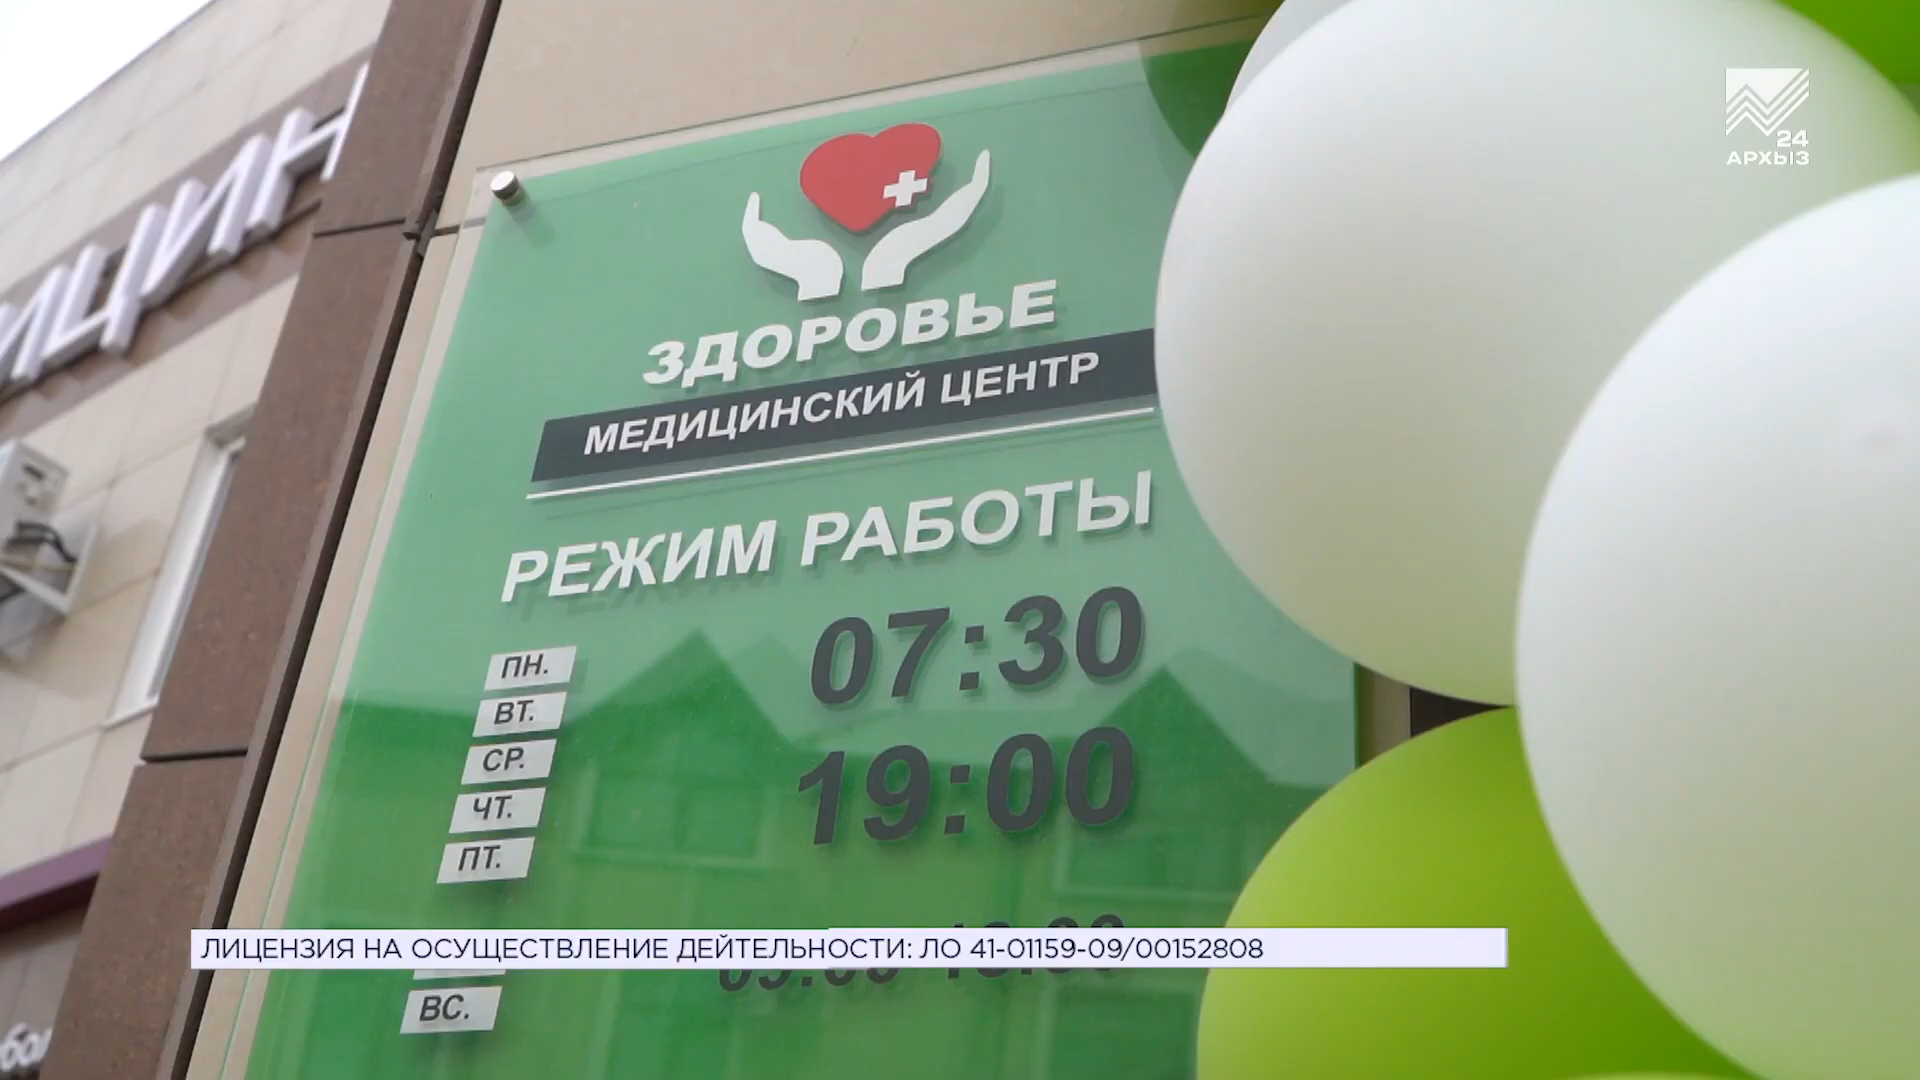 ИЦИН
24
АРХЫЗ
ЗДОРОВЬЕ
МЕДИЦИНСКИЙ ЦЕНТР
РЕЖИМ РАБОТЫ
ПН.
ВТ.
СР.
ЧТ.
ПТ.
07:30
19:00
ЛИЦЕНЗИЯ НА ОСУЩЕСТВЛЕНИЕ ДЕЙТЕЛЬНОСТИ: ЛО 41-01159-09/00152808
ВС.